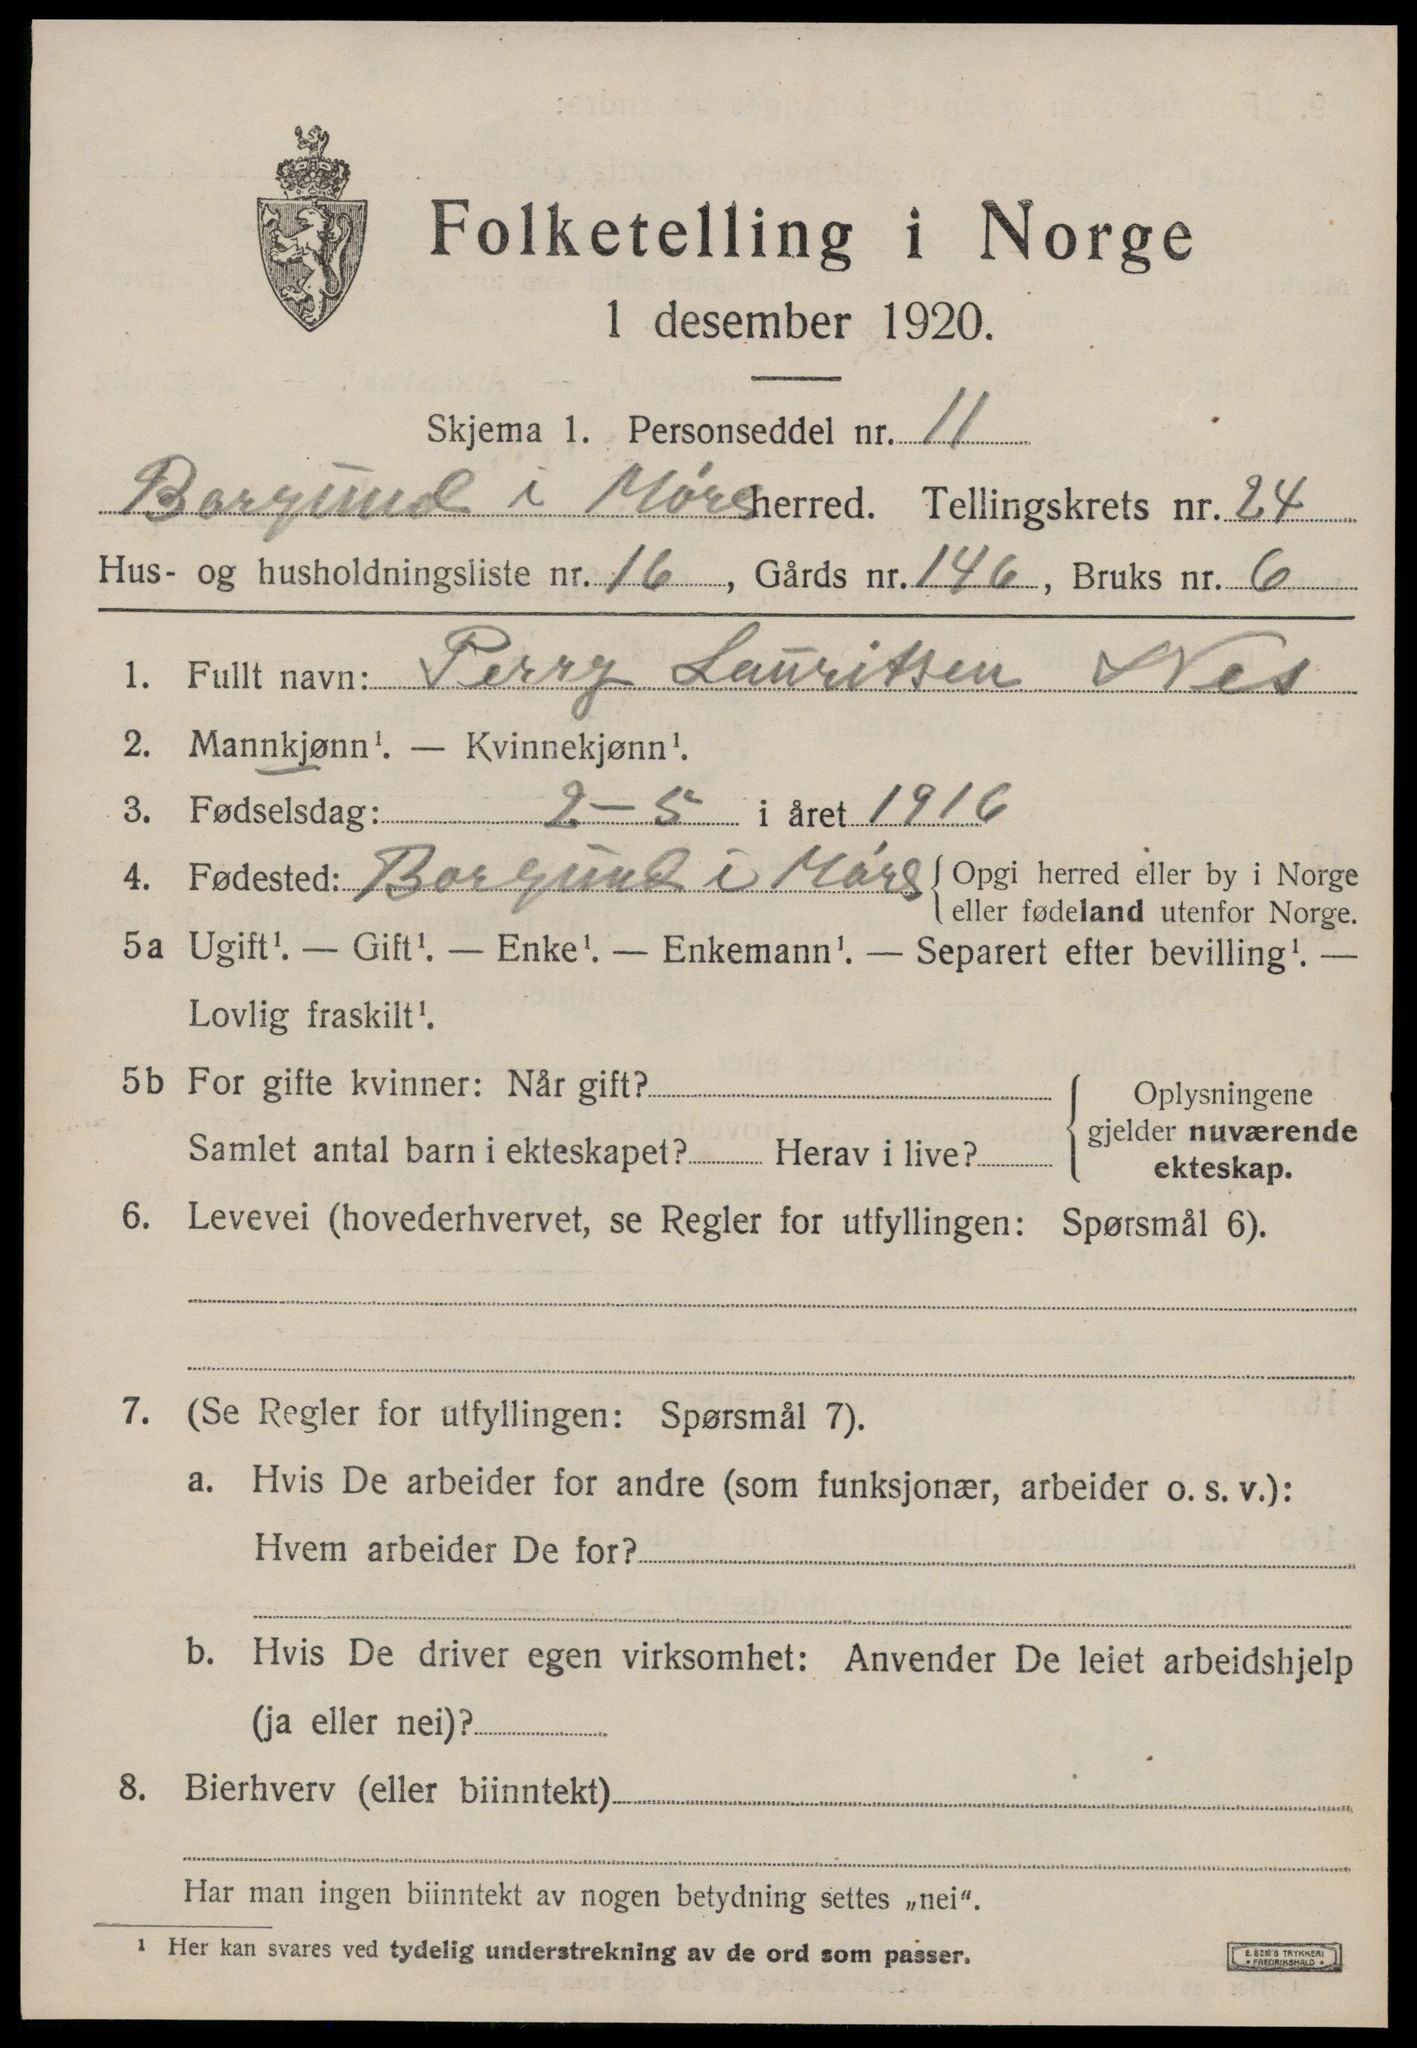 Folketelling i Norge
1 desember 1920.
Skjema 1. Personseddel nr. 11
Borgund i Møre herred. Tellingskrets nr. 24
Hus- og husholdningsliste nr. 16, Gårds nr. 146, Bruks nr. 6
1. Fullt navn: Perry Lauritsen Nes
2. Mannkjønn¹. — Kvinnekjønn¹.
3. Fødselsdag: 2-5 i året 1916
4. Fødested: Borgund i Møre { Opgi herred eller by i Norge
eller fødeland utenfor Norge.
5a Ugift¹. — Gift¹. — Enke¹. — Enkemann¹. — Separert efter bevilling¹. —
Lovlig fraskilt¹.
5b For gifte kvinner: Når gift?
Samlet antal barn i ekteskapet? Herav i live?
{ Oplysningene
gjelder nuværende
ekteskap.
6. Levevei (hovederhvervet, se Regler for utfyllingen: Spørsmål 6).
7. (Se Regler for utfyllingen: Spørsmål 7).
a. Hvis De arbeider for andre (som funksjonær, arbeider o. s. v.):
Hvem arbeider De for?
b. Hvis De driver egen virksomhet: Anvender De leiet arbeidshjelp
(ja eller nei)?
8. Bierhverv (eller biinntekt)
Har man ingen biinntekt av nogen betydning settes „nei“.
¹ Her kan svares ved tydelig understrekning av de ord som passer.
E. SEM'S TRYKKERI
• FREDRIKSHALD •